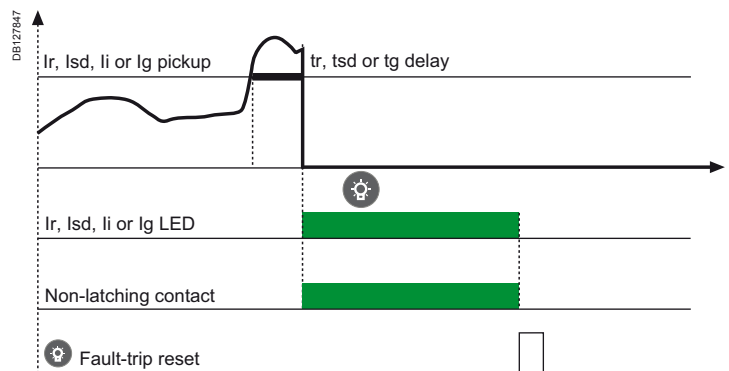 DB127847
Ir, Isd, Ii or Ig pickup
tr, tsd or tg delay
Ir, Isd, Ii or Ig LED
Non-latching contact
Fault-trip reset